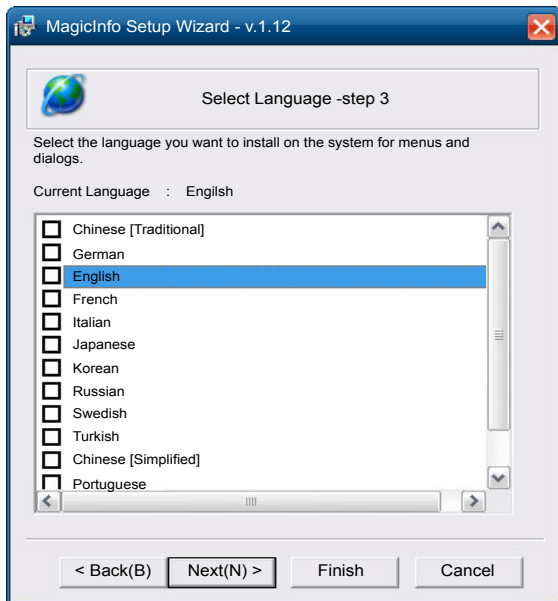 MagicInfo Setup Wizard - v.1.12
Select Language -step 3
Select the language you want to install on the system for menus and
dialogs.
Current Language : Engilsh
Chinese [Traditional]
German
English
French
Italian
Japanese
Korean
Russian
Swedish
Turkish
Chinese [Simplified]
Portuguese
< Back(B) Next(N) > Finish Cancel